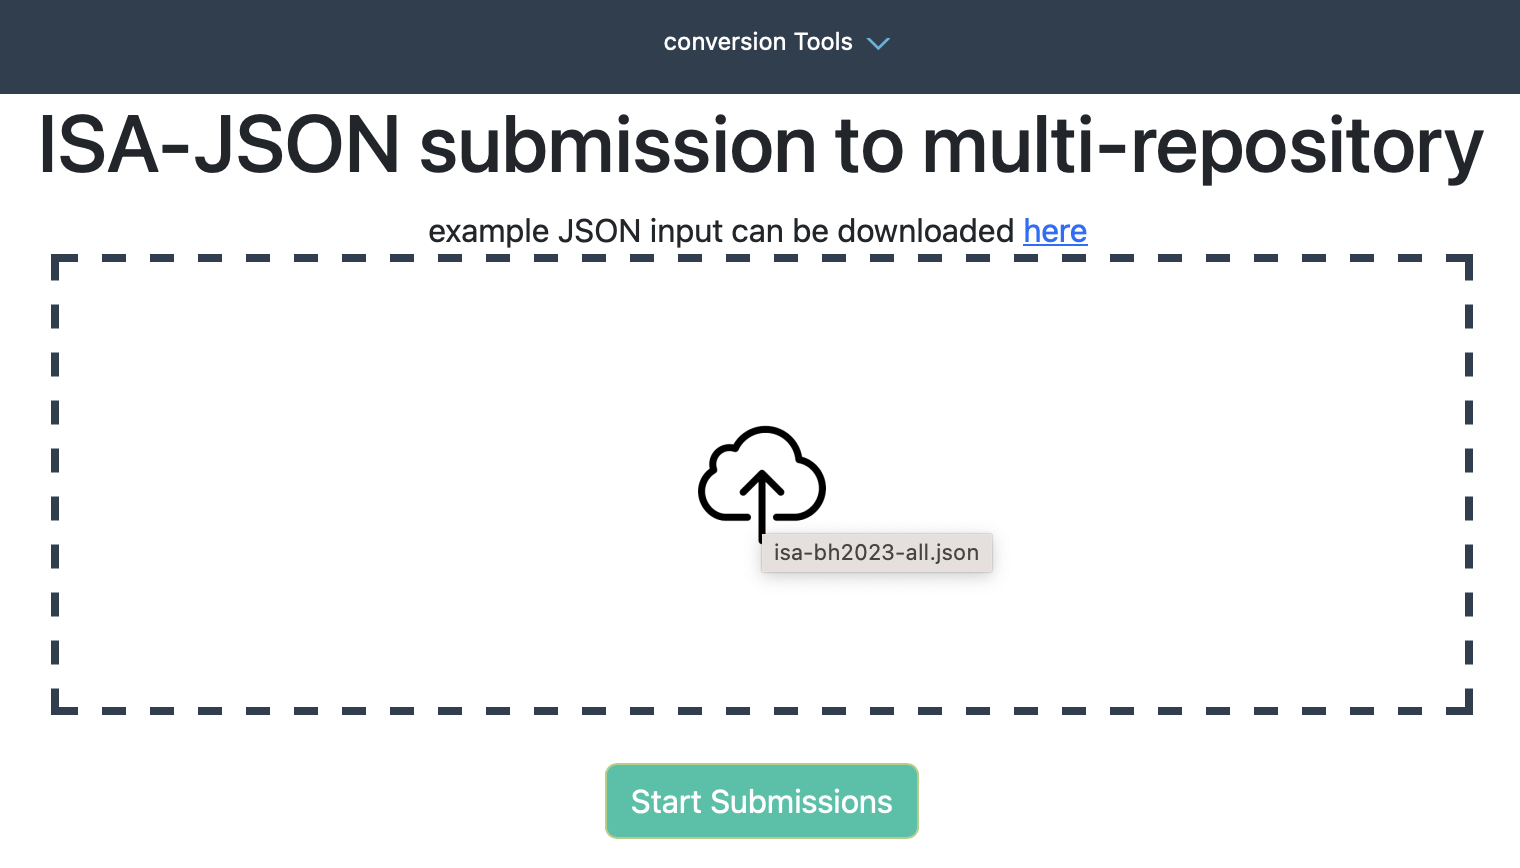 conversion Tools
ISA-JSON submission to multi-repository
example JSON input can be downloaded here
isa-bh2023-all.json
Start Submissions